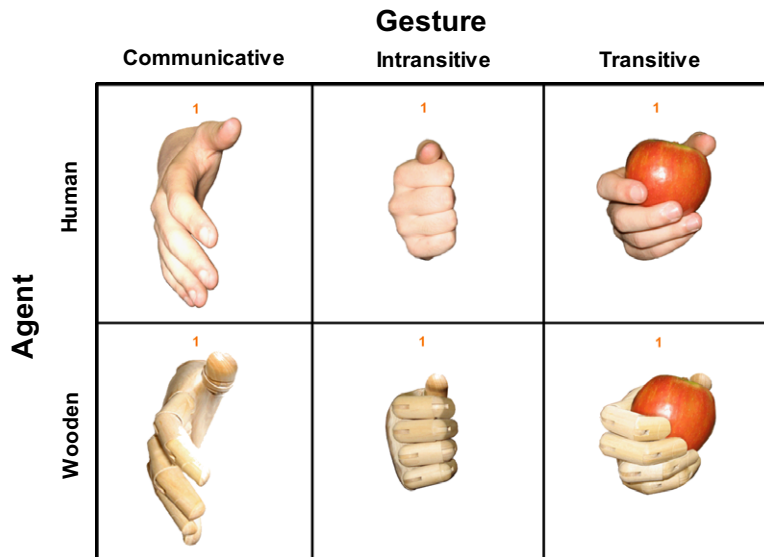 Gesture
Communicative Intransitive Transitive
Agent
Human
1 1 1
Wooden
1 1 1